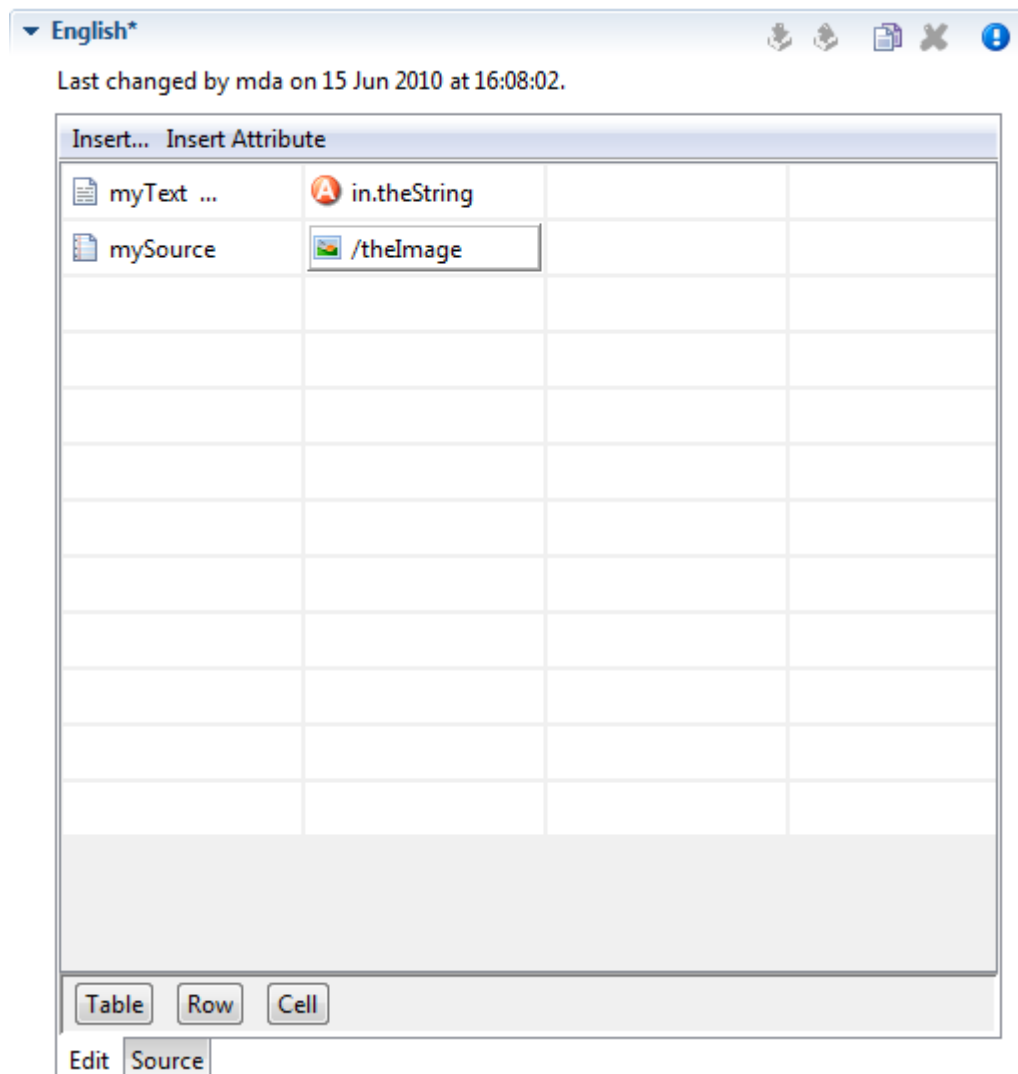 English*
Last changed by mda on 15 Jun 2010 at 16:08:02.
Insert... Insert Attribute
myText ... in.theString
mySource /theImage
Table Row Cell
Edit Source